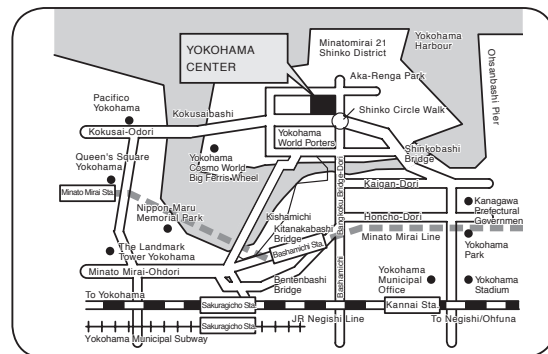 YOKOHAMA
CENTER
Minatomirai 21
Shinko District
Yokohama
Harbour
Ohsanbashi Pier
Aka-Renga Park
Pacifico
Yokohama
Kokusaibashi
Shinko Circle Walk
Kokusai-Odori
Yokohama
World Porters
Shinkobashi
Bridge
Queen's Square
Yokohama
Yokohama
Cosmo World
Big Ferris Wheel
Bangkoku Bridge-Dori
Kaigan-Dori
Minato Mirai Sta.
Nippon-Maru
Memorial Park
Kishamichi
Kitanakabashi
Bridge
Honcho-Dori
Kanagawa
Prefectural
Governmen
Bashamichi Sta.
Minato Mirai Line
Yokohama
Park
The Landmark
Tower Yokohama
Minato Mirai-Ohdori
Bentenbashi
Bridge
Bashamichi
Yokohama
Municipal
Office
Yokohama
Stadium
To Yokohama
Sakuragicho Sta.
Kannai Sta.
JR Negishi Line
To Negishi/Ohfuna
Sakuragicho Sta.
Yokohama Municipal Subway